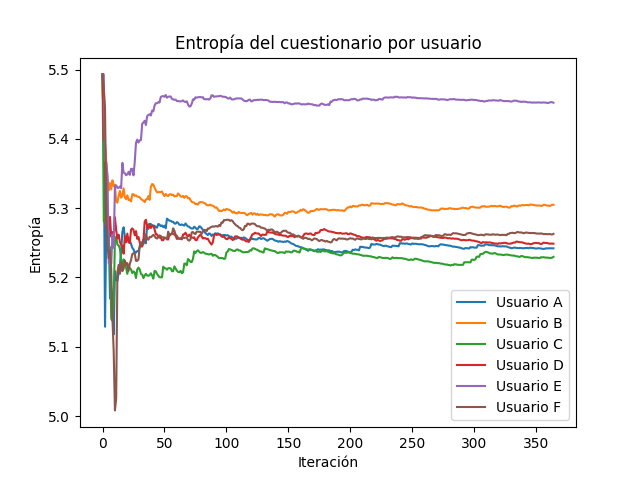 Entropía del cuestionario por usuario
Entropía
5.5
5.4
5.3
5.2
5.1
5.0
0 50 100 150 200 250 300 350
Iteración
Usuario A
Usuario B
Usuario C
Usuario D
Usuario E
Usuario F